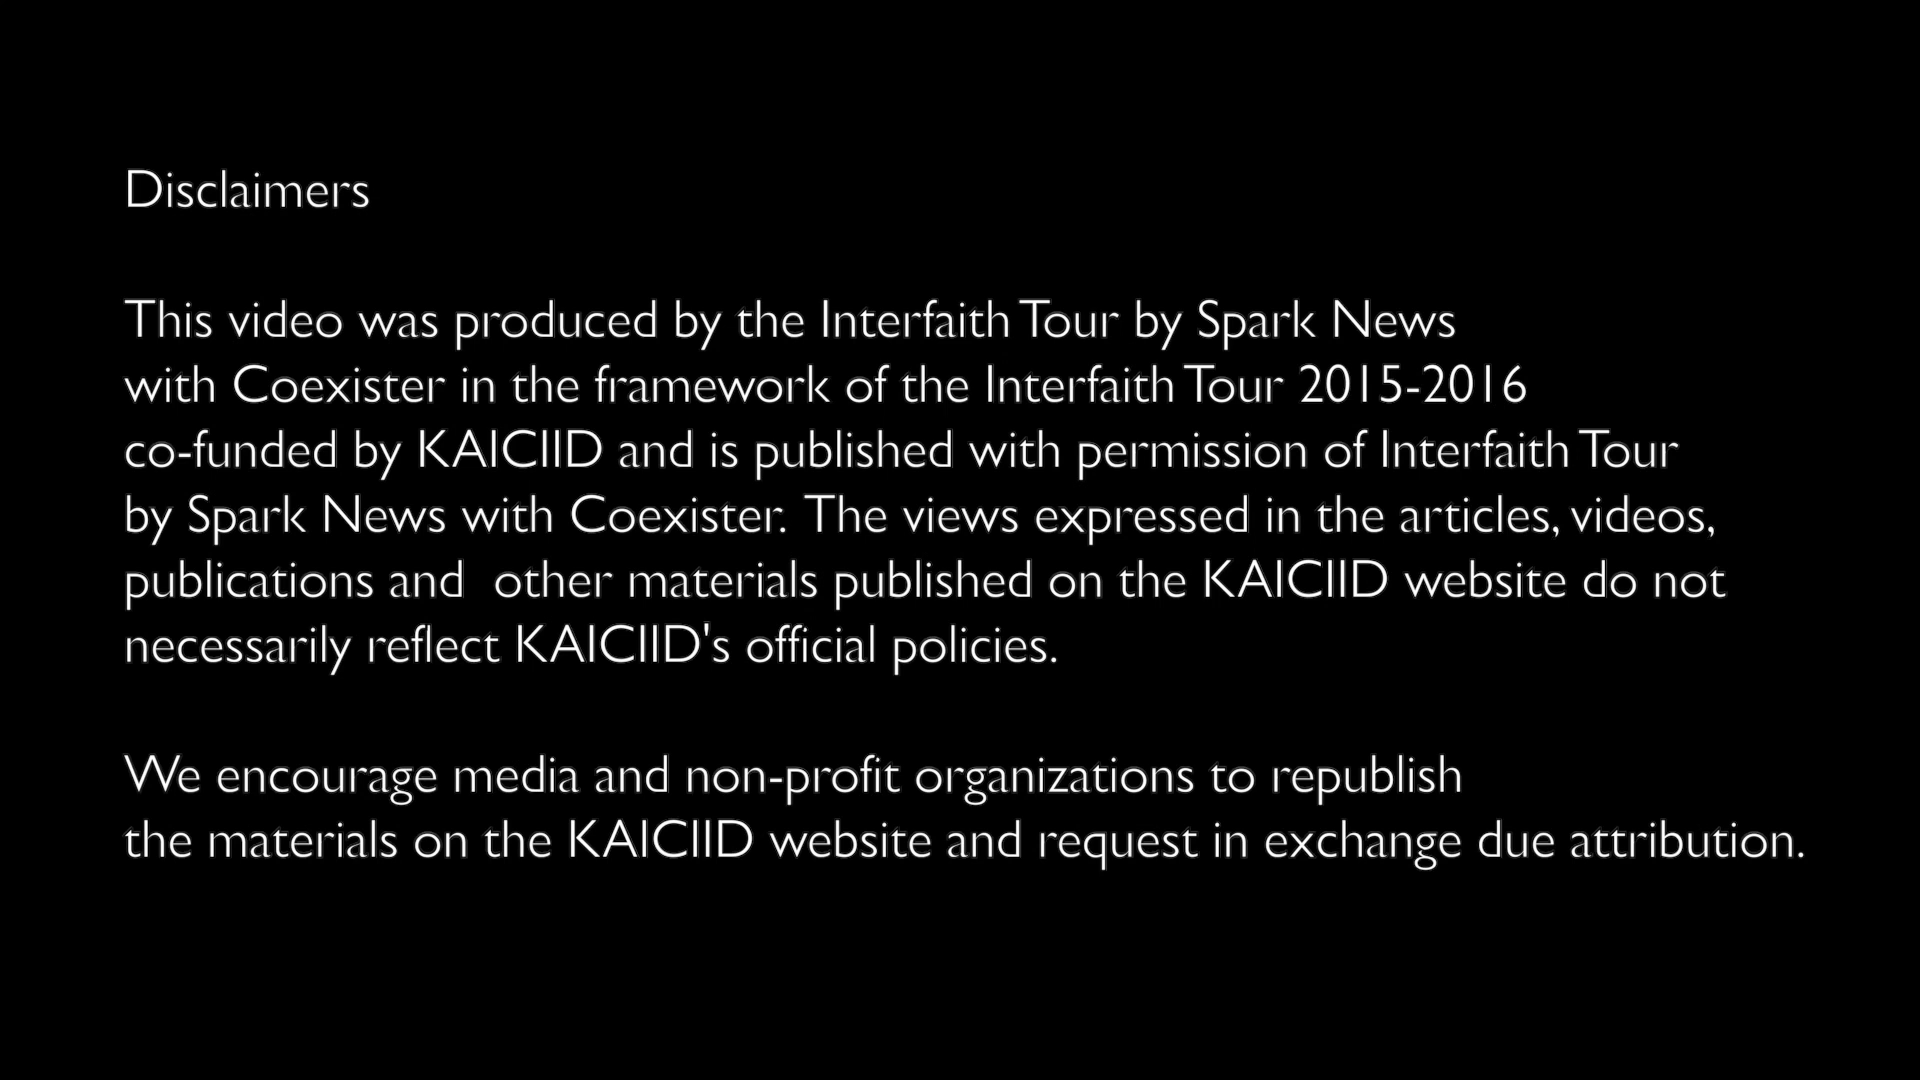 Disclaimers
This video was produced by the Interfaith Tour by Spark News
with Coexister in the framework of the Interfaith Tour 2015-2016
co-funded by KAICIID and is published with permission of Interfaith Tour
by Spark News with Coexister. The views expressed in the articles, videos,
publications and  other materials published on the KAICIID website do not
necessarily reflect KAICIID's official policies.
We encourage media and non-profit organizations to republish
the materials on the KAICIID website and request in exchange due attribution.